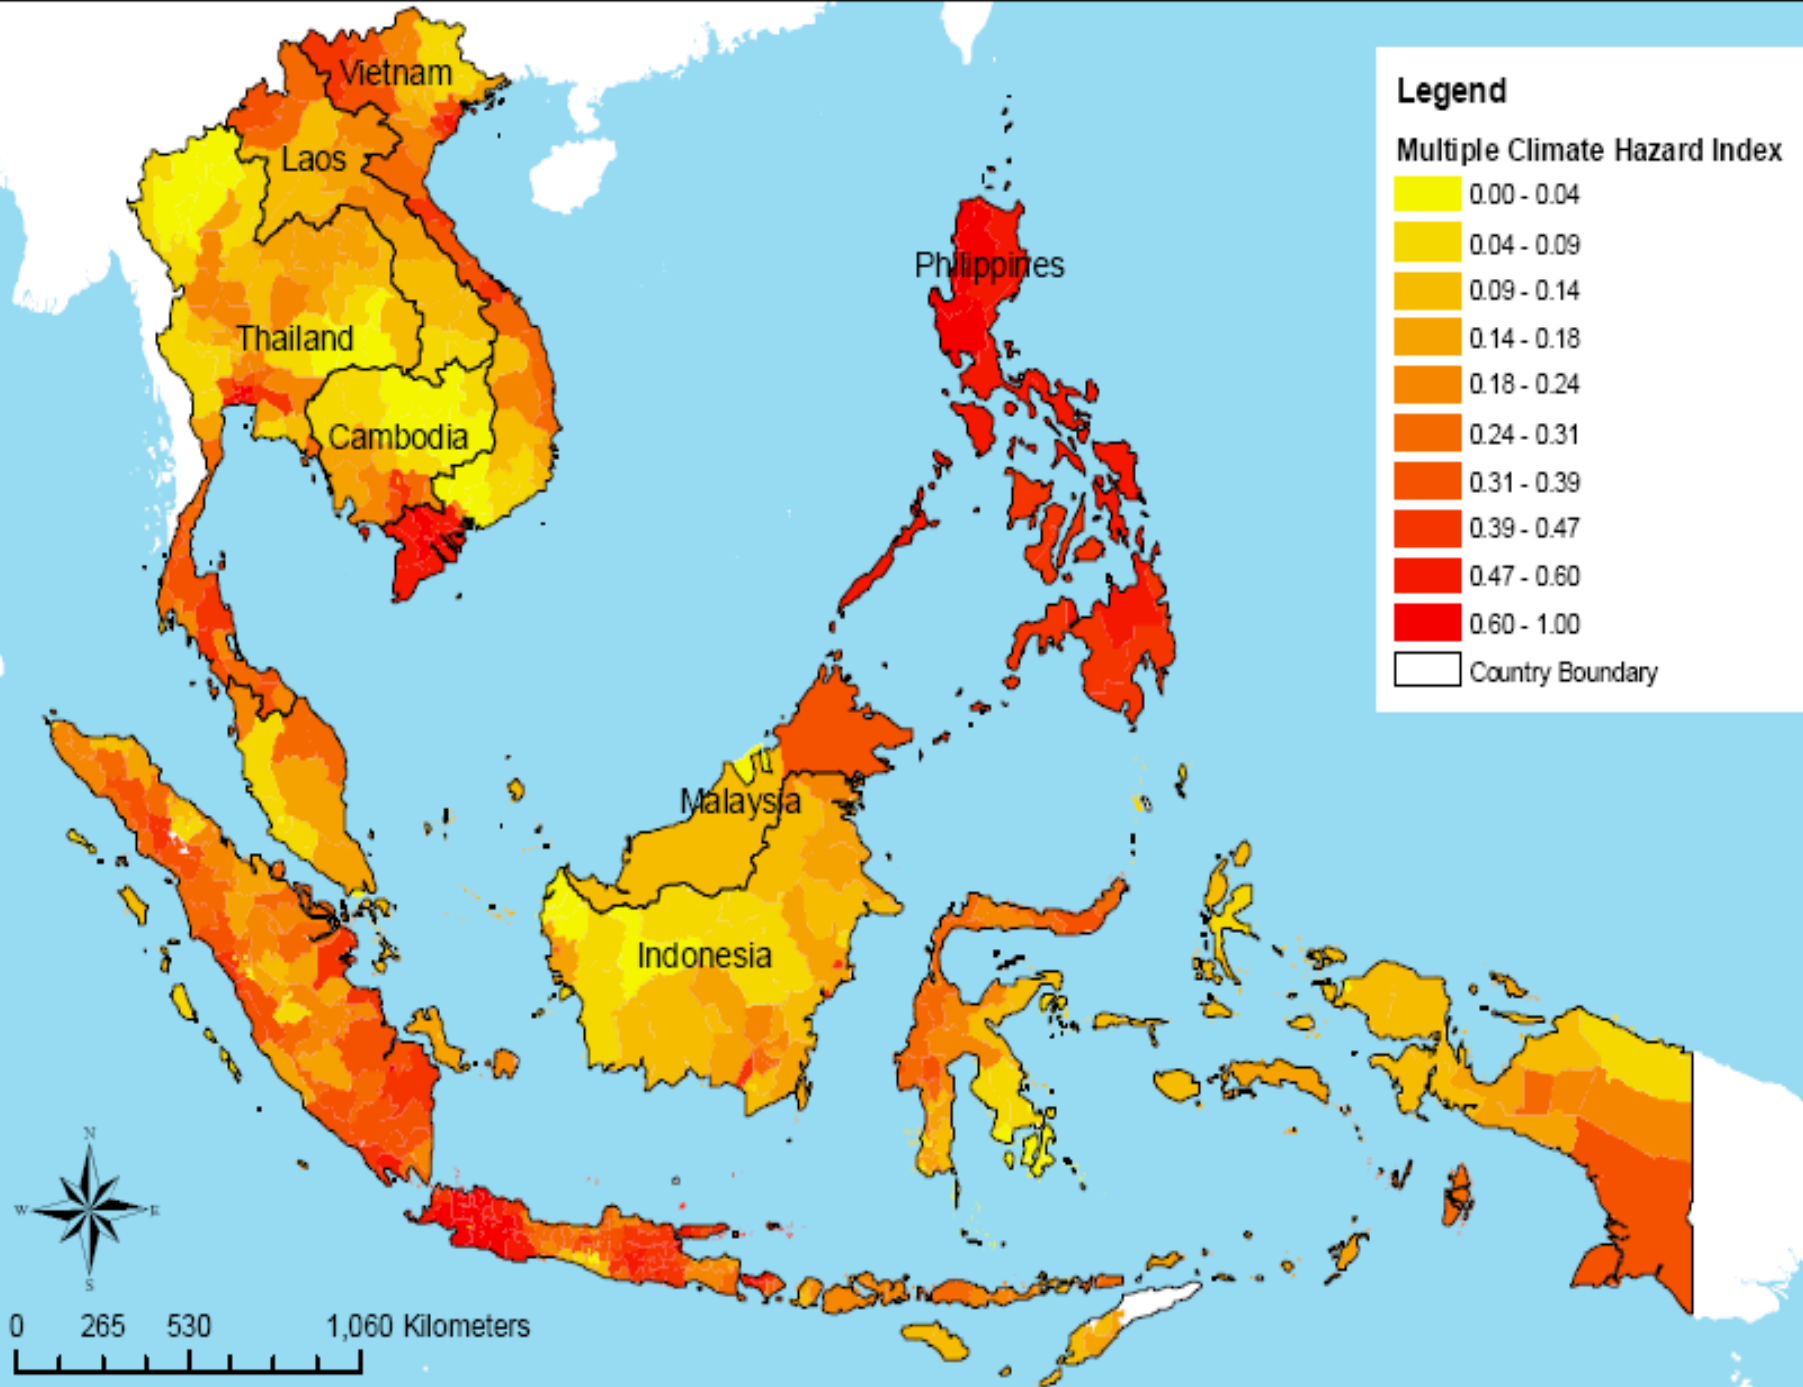 Legend
Multiple Climate Hazard Index
0.00 - 0.04
0.04 - 0.09
0.09 - 0.14
0.14 - 0.18
0.18 - 0.24
0.24 - 0.31
0.31 - 0.39
0.39 - 0.47
0.47 - 0.60
0.60 - 1.00
Country Boundary
Vietnam
Laos
Philippines
Thailand
Cambodia
Malaysia
Indonesia
N
W E
S
0 265 530 1,060 Kilometers